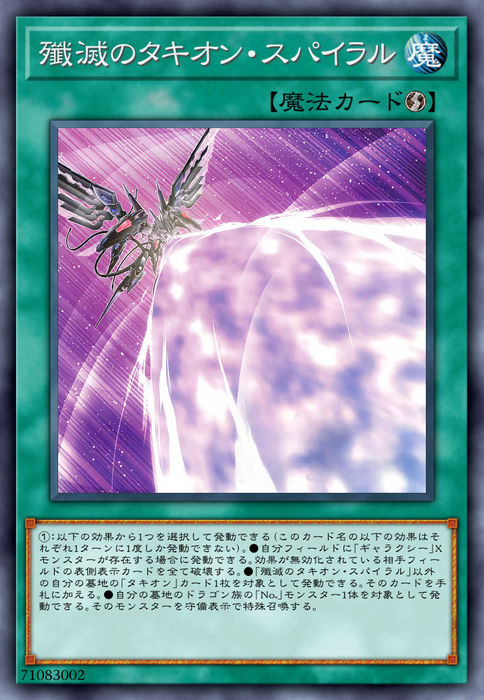 殲滅のタキオン・スパイラル 魔
【魔法カード】
①:以下の効果から1つを選択して発動できる(このカード名の以下の効果はそ
れぞれ1ターンに1度しか発動できない)。●自分フィールドに「ギャラクシー」X
モンスターが存在する場合に発動できる。効果が無効化されている相手フィー
ルドの表側表示カードを全て破壊する。●「殲滅のタキオン・スパイラル」以外
の自分の墓地の「タキオン」カード1枚を対象として発動できる。そのカードを手
札に加える。●自分の墓地のドラゴン族の「No.」モンスター1体を対象として発
動できる。そのモンスターを守備表示で特殊召喚する。
71083002